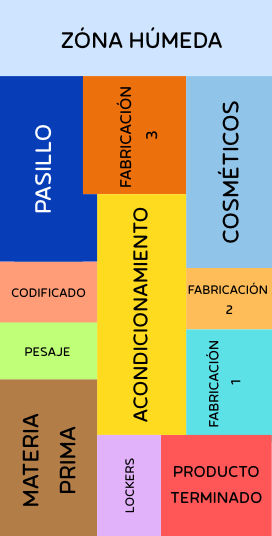 ZÓNA HÚMEDA
PASILLO
FABRICACIÓN
3
COSMÉTICOS
ACONDICIONAMIENTO
CODIFICADO
FABRICACIÓN
2
PESAJE
FABRICACIÓN
1
MATERIA
PRIMA
LOCKERS
PRODUCTO
TERMINADO